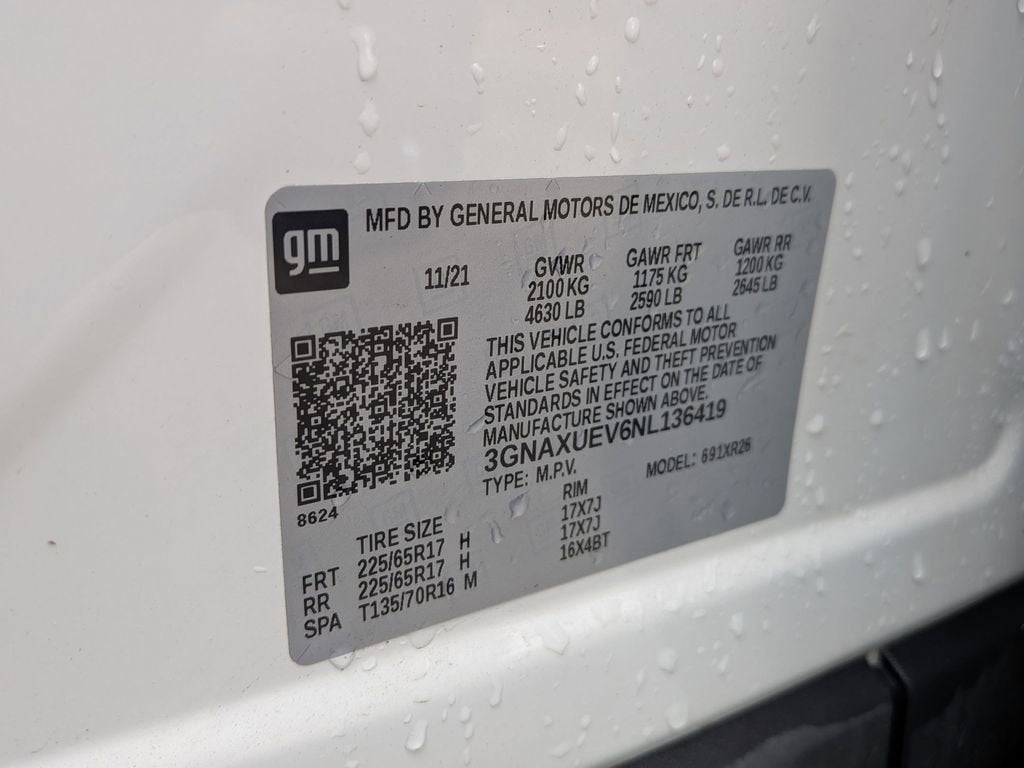 gm
MFD BY GENERAL MOTORS DE MEXICO, S. DE R.L. DE C.V.
11/21
GVWR
2100 KG
4630 LB
GAWR FRT
1175 KG
2590 LB
GAWR RR
1200 KG
2645 LB
THIS VEHICLE CONFORMS TO ALL
APPLICABLE U.S. FEDERAL MOTOR
VEHICLE SAFETY AND THEFT PREVENTION
STANDARDS IN EFFECT ON THE DATE OF
MANUFACTURE SHOWN ABOVE.
3GNAXUEV6NL136419
TYPE: M.P.V. MODEL: 691XR26
8624
TIRE SIZE RIM
FRT 225/65R17 H 17X7J
RR 225/65R17 H 17X7J
SPA T135/70R16 M 16X4BT